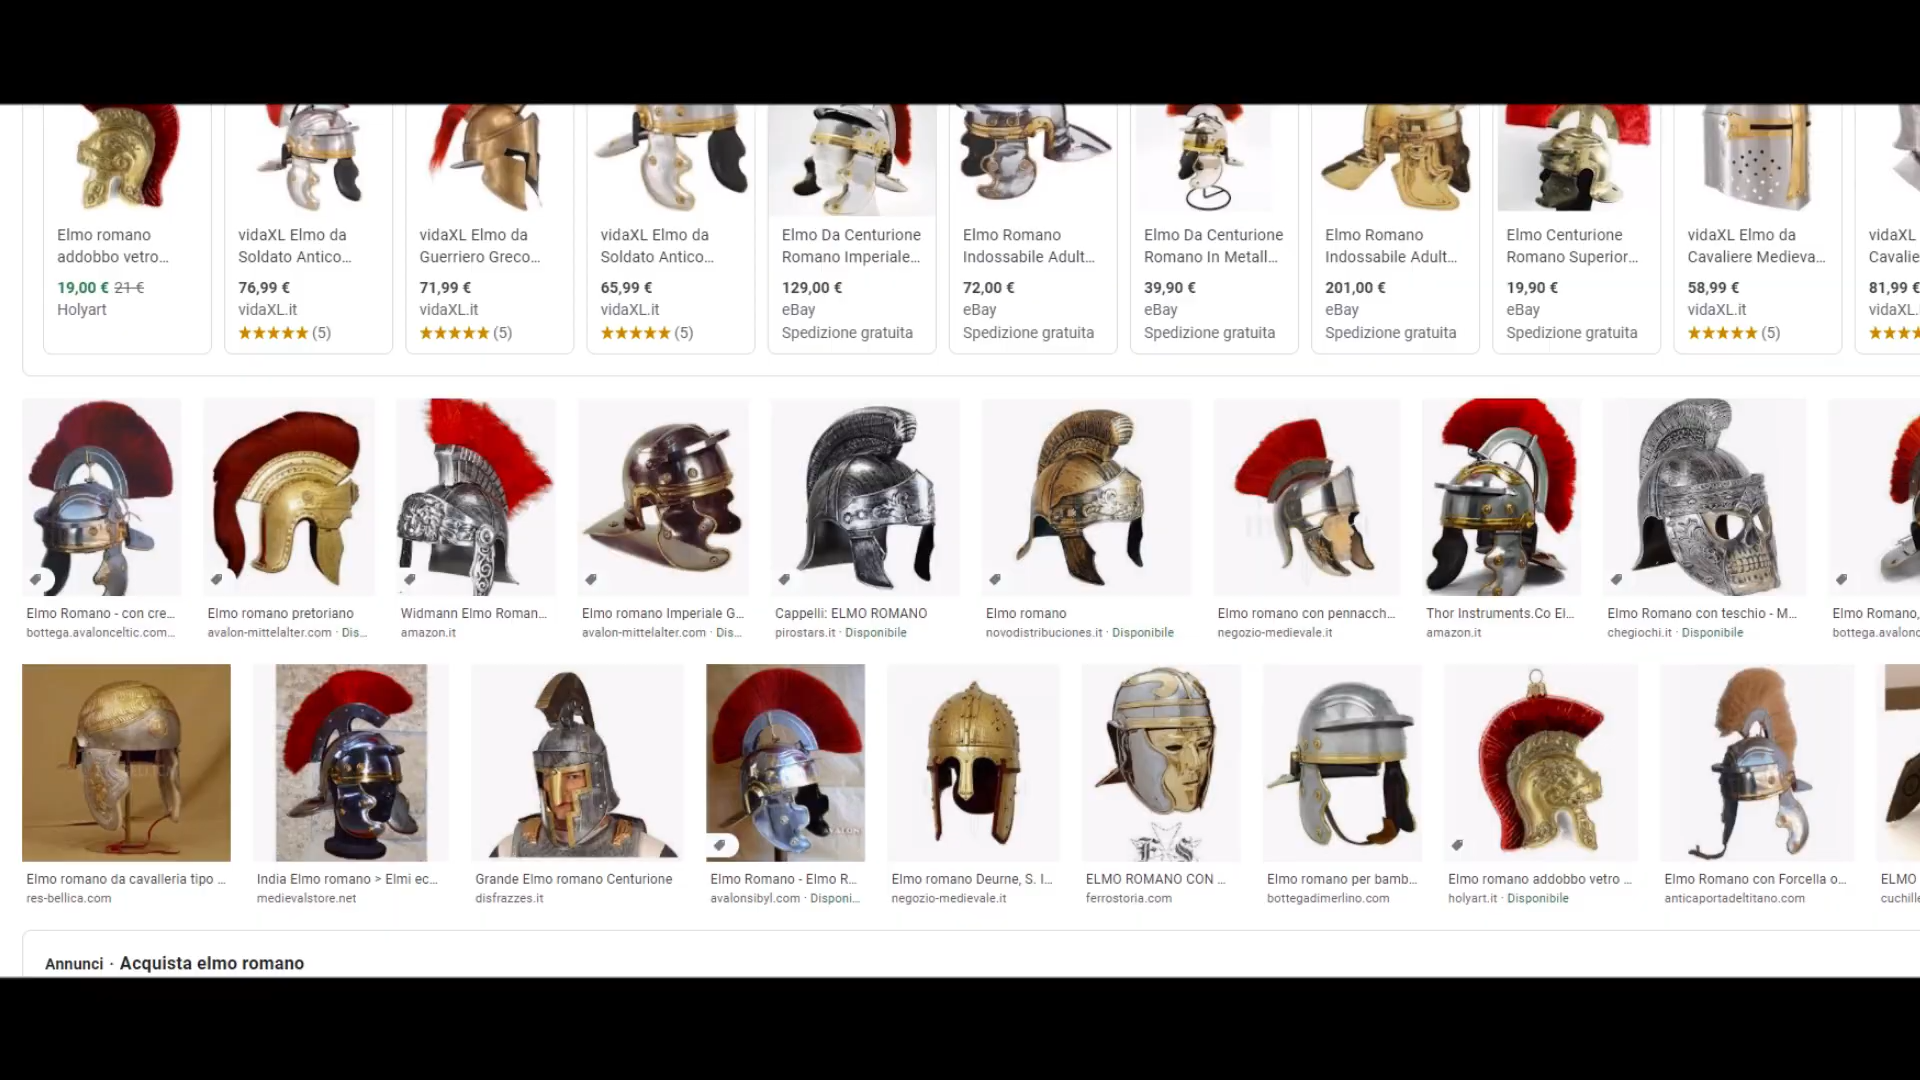 Elmo romano
addobbo vetro...
19,00 € 21 €
Holyart
vidaXL Elmo da
Soldato Antico...
76,99 €
vidaXL.it
(5)
vidaXL Elmo da
Guerriero Greco...
71,99 €
vidaXL.it
(5)
vidaXL Elmo da
Soldato Antico...
65,99 €
vidaXL.it
(5)
Elmo Da Centurione
Romano Imperiale...
129,00 €
eBay
Spedizione gratuita
Elmo Romano
Indossabile Adult...
72,00 €
eBay
Spedizione gratuita
Elmo Da Centurione
Romano In Metall...
39,90 €
eBay
Spedizione gratuita
Elmo Romano
Indossabile Adult...
201,00 €
eBay
Spedizione gratuita
Elmo Centurione
Romano Superior...
19,90 €
eBay
Spedizione gratuita
vidaXL Elmo da
Cavaliere Medieva...
58,99 €
vidaXL.it
(5)
vidaXL
Cavalie
81,99 €
vidaXL.
Elmo Romano - con cre...
bottega.avalonceltic.com...
Elmo romano pretoriano
avalon-mittelalter.com · Dis...
Widmann Elmo Roman...
amazon.it
Elmo romano Imperiale G...
avalon-mittelalter.com · Dis...
Cappelli: ELMO ROMANO
pirostars.it · Disponibile
Elmo romano
novodistribuciones.it · Disponibile
Elmo romano con pennacch...
negozio-medievale.it
Thor Instruments.Co Ei...
amazon.it
Elmo Romano con teschio - M...
chegiochi.it · Disponibile
Elmo Romano,
bottega.avalonc
Elmo romano da cavalleria tipo ...
res-bellica.com
India Elmo romano > Elmi ec...
medievalstore.net
Grande Elmo romano Centurione
disfrazzes.it
Elmo Romano - Elmo R...
avalonsibyl.com · Disponi...
Elmo romano Deurne, S. I...
negozio-medievale.it
ELMO ROMANO CON ...
ferrostoria.com
Elmo romano per bamb...
bottegadimerlino.com
Elmo romano addobbo vetro ...
holyart.it · Disponibile
Elmo Romano con Forcella o...
anticaportadeltitano.com
ELMO
cuchille
Annunci · Acquista elmo romano